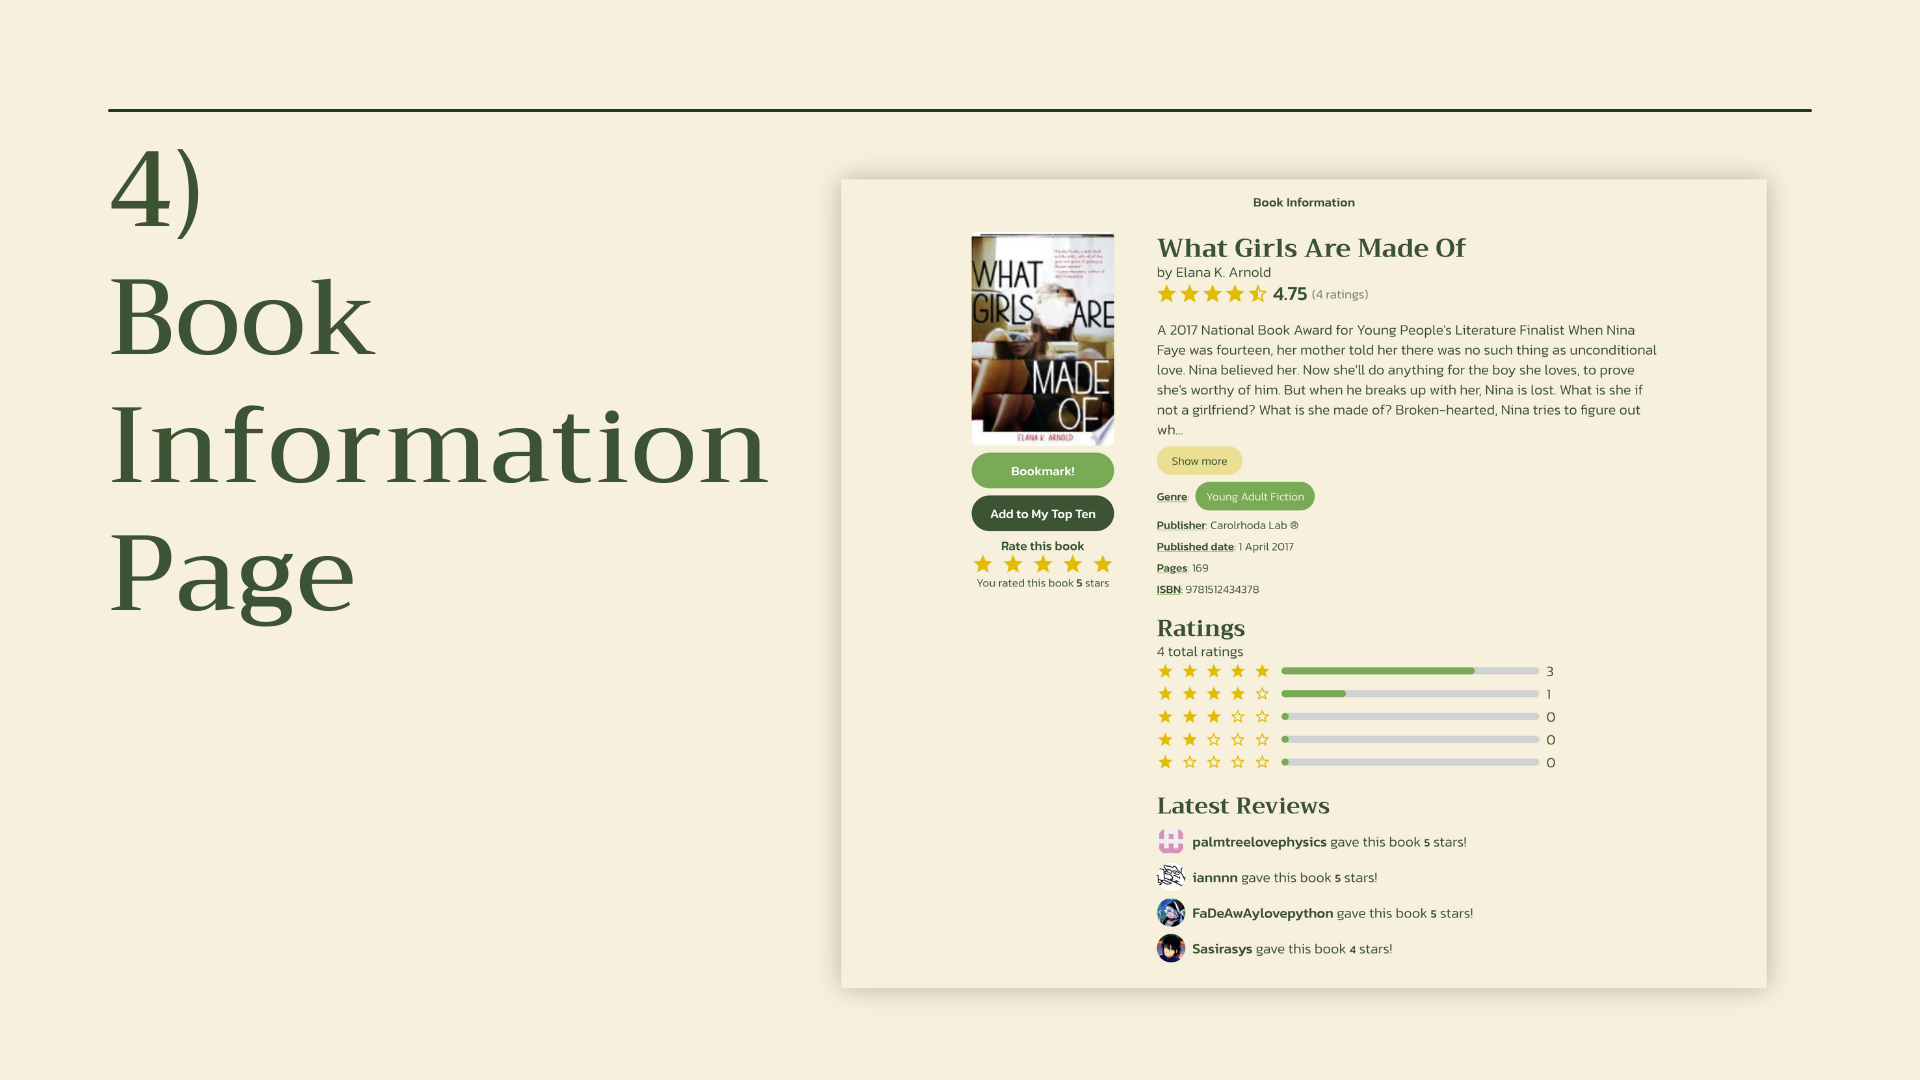 4)
Book
Information
Page
Book Information
WHAT
GIRLS ARE
MADE
OF
ELANA K. ARNOLD
Bookmark!
Add to My Top Ten
Rate this book
You rated this book 5 stars
What Girls Are Made Of
by Elana K. Arnold
4.75 (4 ratings)
A 2017 National Book Award for Young People's Literature Finalist When Nina
Faye was fourteen, her mother told her there was no such thing as unconditional
love. Nina believed her. Now she'll do anything for the boy she loves, to prove
she's worthy of him. But when he breaks up with her, Nina is lost. What is she if
not a girlfriend? What is she made of? Broken-hearted, Nina tries to figure out
wh...
Show more
Genre: Young Adult Fiction
Publisher: Carolrhoda Lab ®
Published date: 1 April 2017
Pages: 169
ISBN: 9781512434378
Ratings
4 total ratings
3
1
0
0
0
Latest Reviews
palmtreelovephysics gave this book 5 stars!
iannnn gave this book 5 stars!
FaDeAwAylovepython gave this book 5 stars!
Sasirasys gave this book 4 stars!